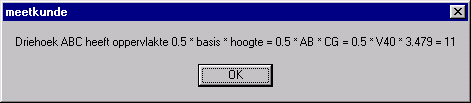 meetkunde
Driehoek ABC heeft oppervlakte 0.5 * basis * hoogte = 0.5 * AB * CG = 0.5 * V40 * 3.479 = 11
OK